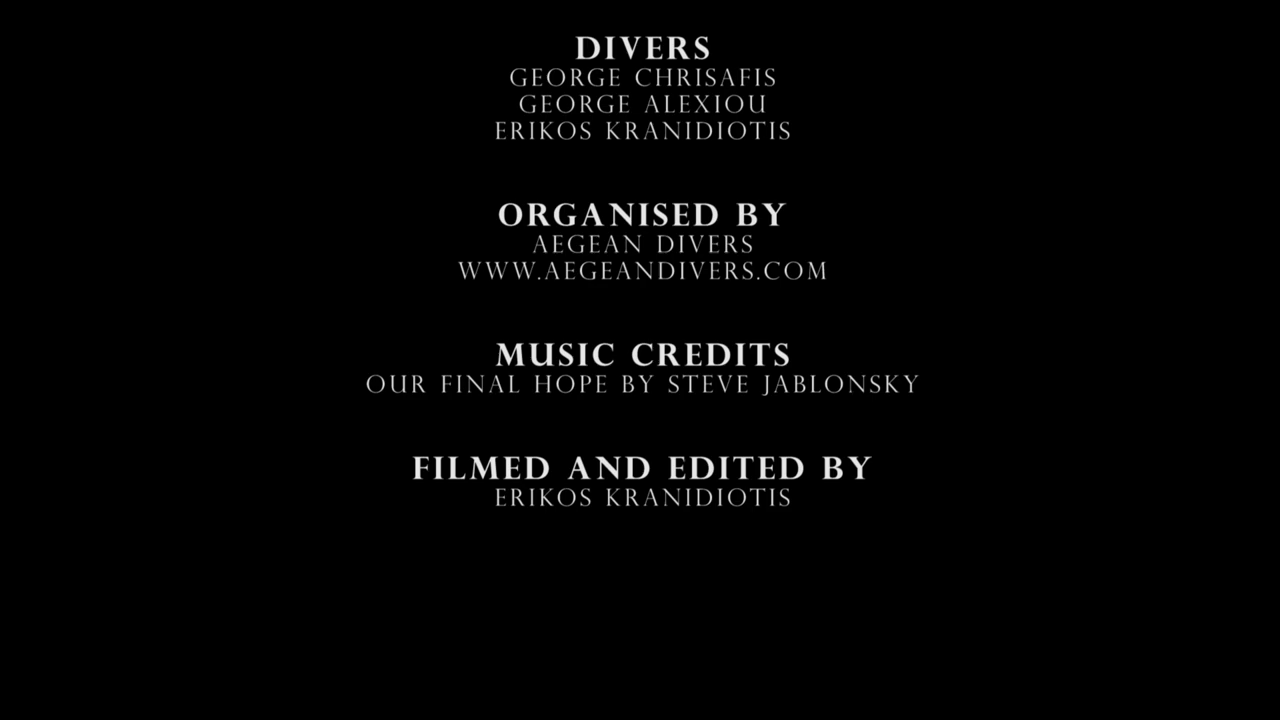 DIVERS
GEORGE CHRISAFIS
GEORGE ALEXIOU
ERIKOS KRANIDIOTIS
ORGANISED BY
AEGEAN DIVERS
WWW.AEGEANDIVERS.COM
MUSIC CREDITS
OUR FINAL HOPE BY STEVE JABLONSKY
FILMED AND EDITED BY
ERIKOS KRANIDIOTIS